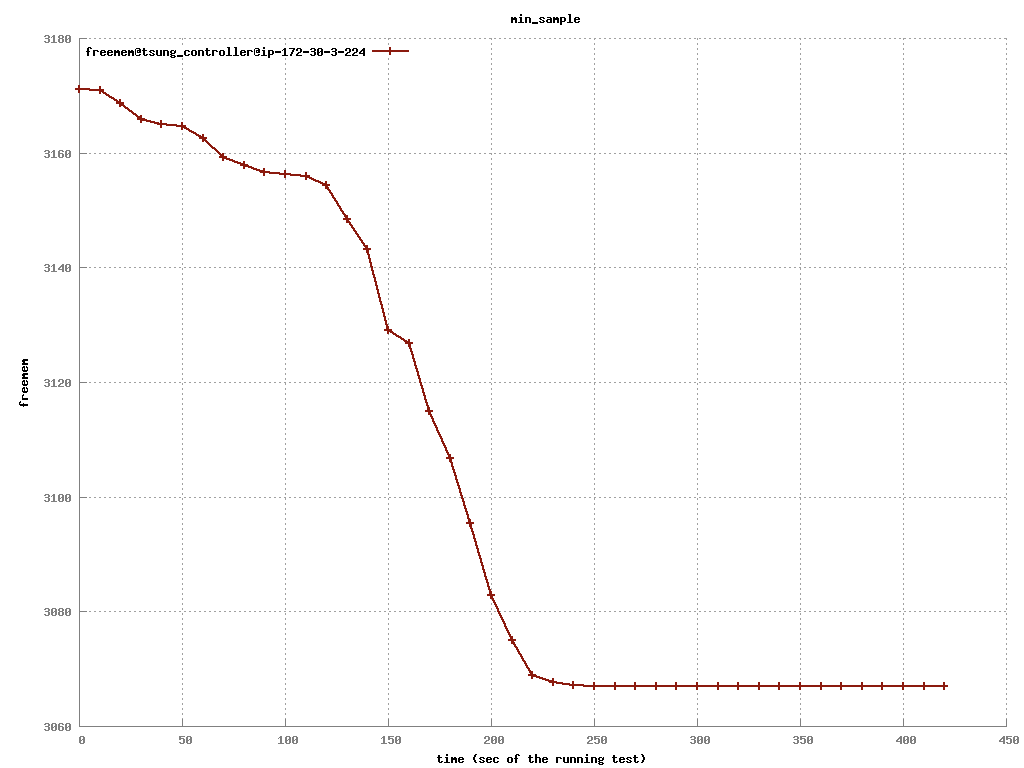 min_sample
freemem@tsung_controller@ip-172-30-3-224
3180
3160
3140
3120
3100
3080
3060
freemem
0 50 100 150 200 250 300 350 400 450
time (sec of the running test)